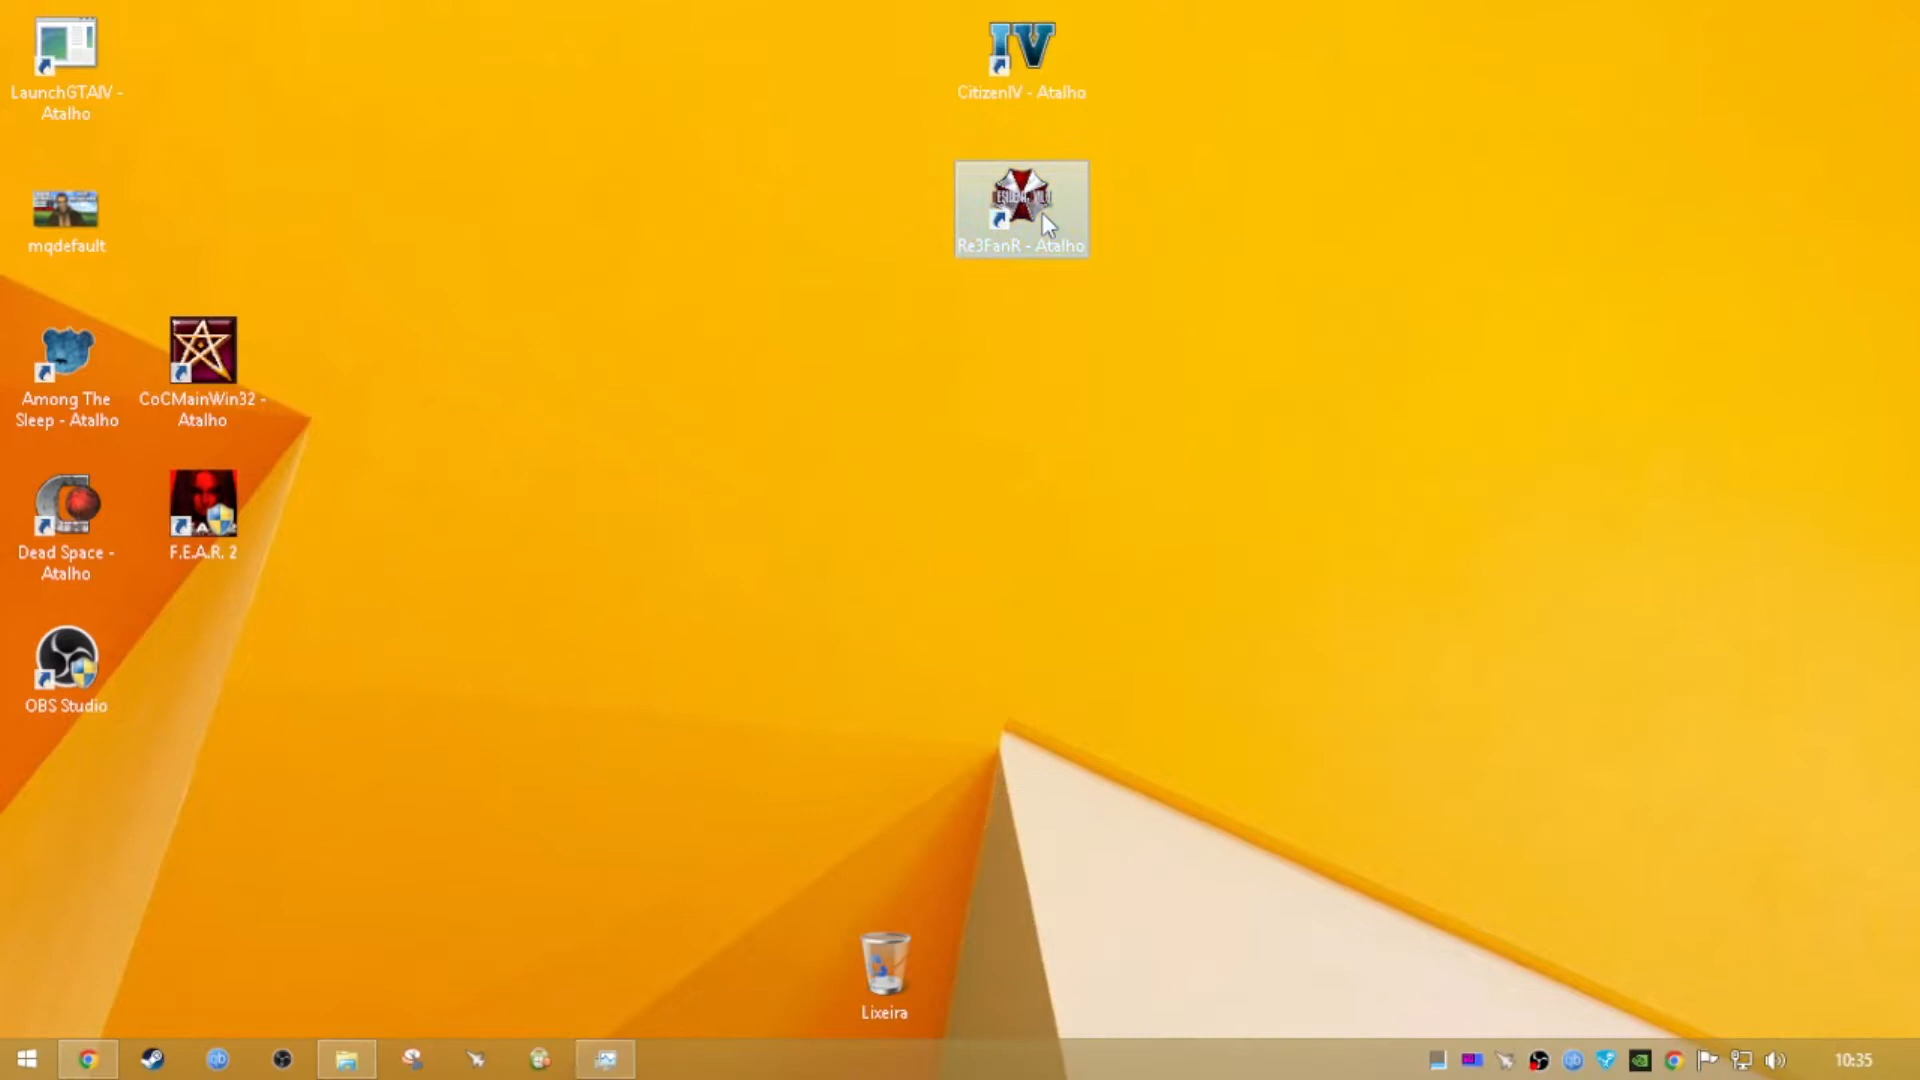 LaunchGTAIV -
Atalho
CitizenIV - Atalho
mqdefault
Re3FanR - Atalho
Among The
Sleep - Atalho
CoCMainWin32 -
Atalho
Dead Space -
Atalho
F.E.A.R. 2
OBS Studio
Lixeira
10:35